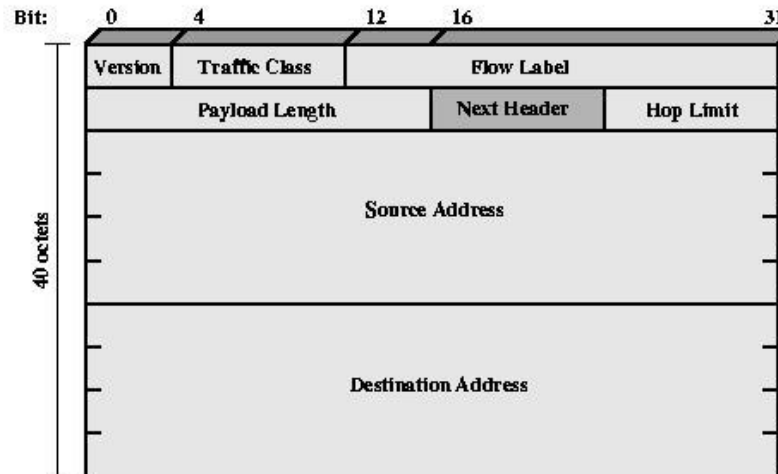 Bit: 0 4 12 16 31
Version Traffic Class Flow Label
Payload Length Next Header Hop Limit
Source Address
40 octets
Destination Address